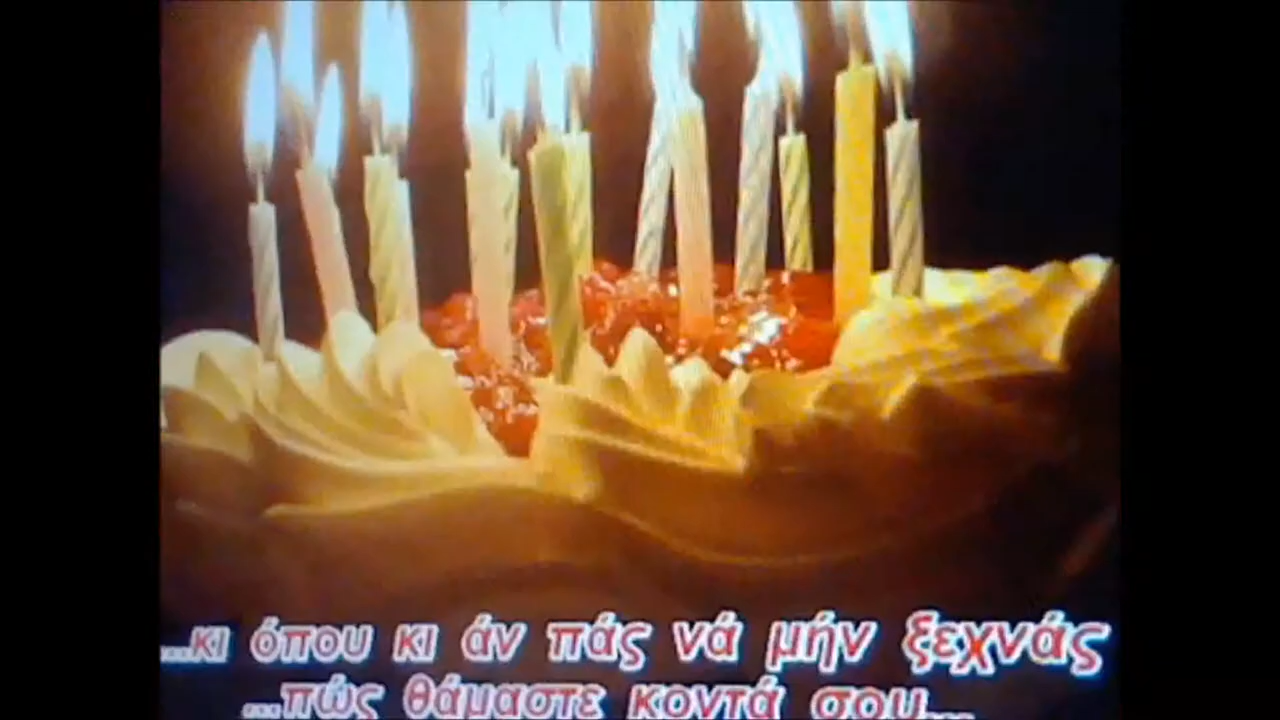 ...κι όπου κι άν πάς νά μήν ξεχνάς
...πώς θάμαστε κοντά σου...